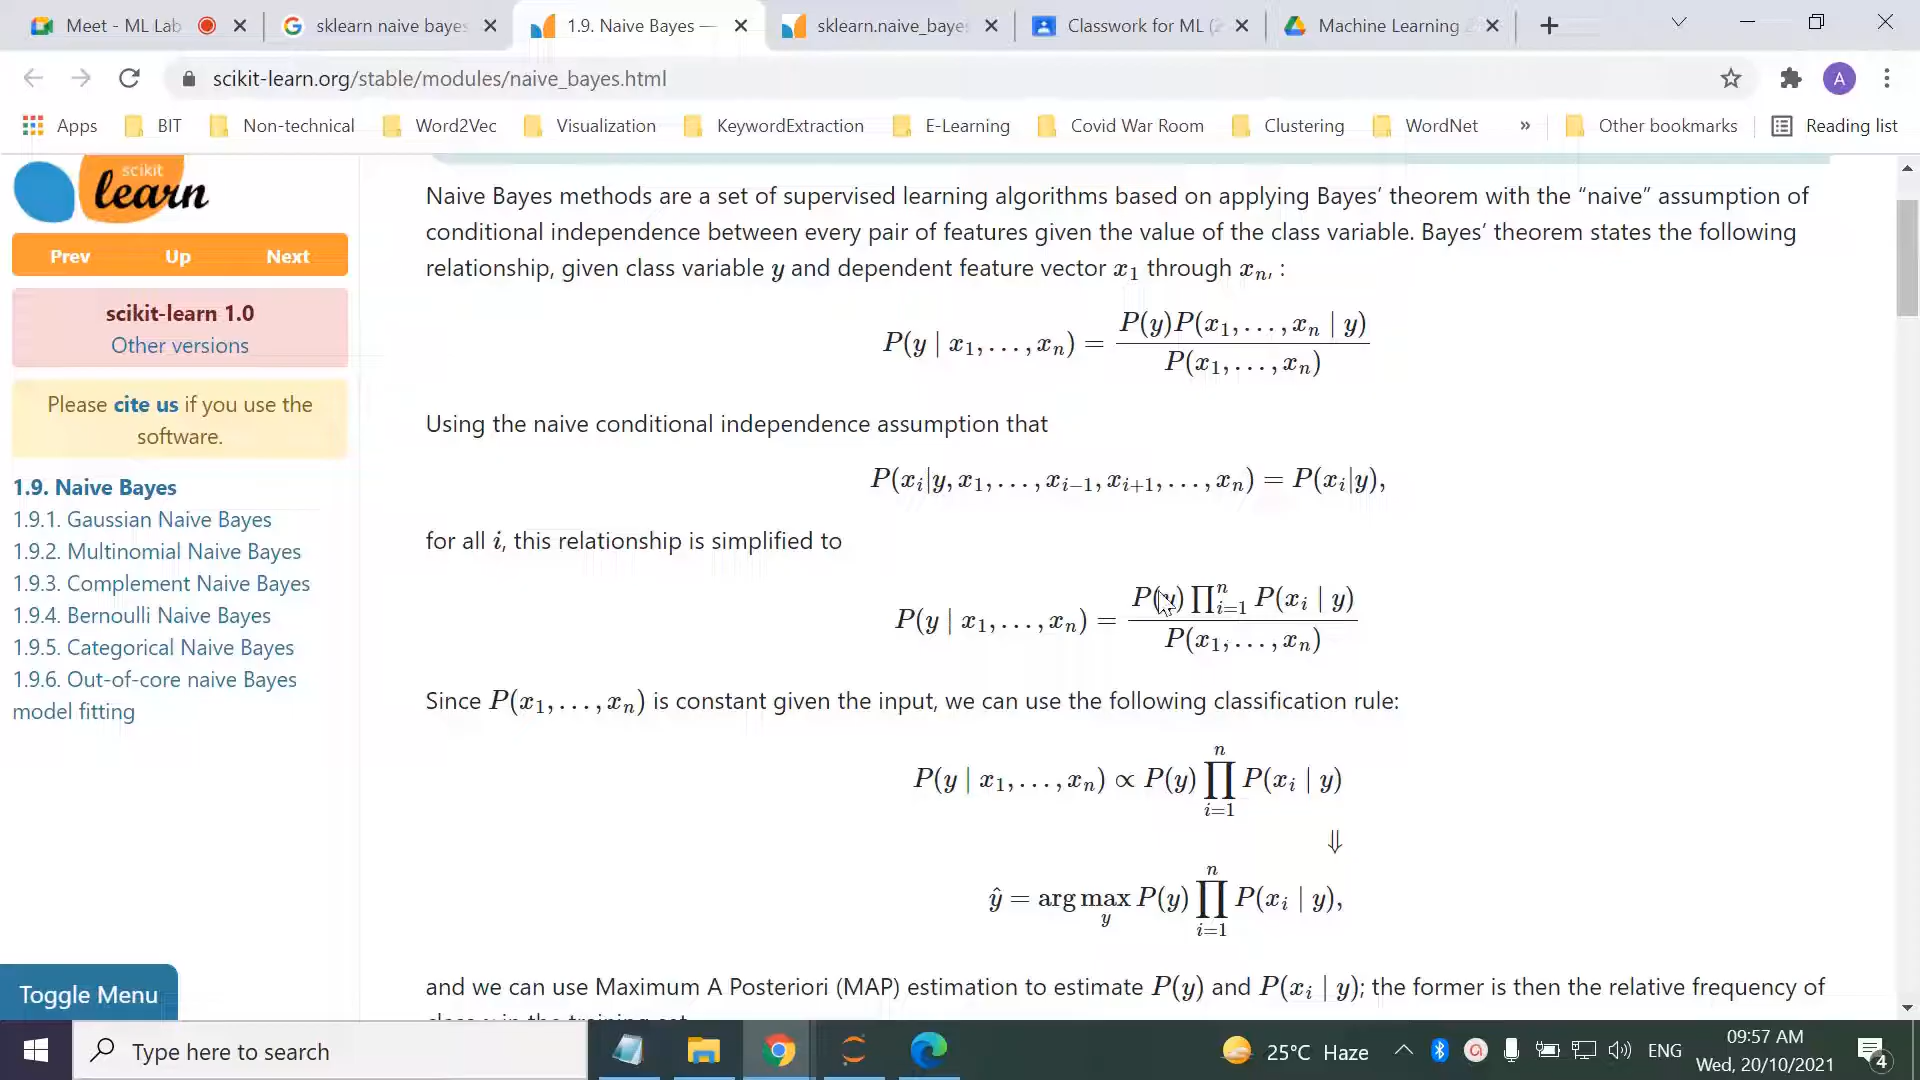 Meet - ML Lab
sklearn naive bayes
1.9. Naive Bayes —
sklearn.naive_bayes
Classwork for ML (2
Machine Learning
scikit-learn.org/stable/modules/naive_bayes.html
A
Apps
BIT
Non-technical
Word2Vec
Visualization
KeywordExtraction
E-Learning
Covid War Room
Clustering
WordNet
»
Other bookmarks
Reading list
scikit
learn
Prev
Up
Next
scikit-learn 1.0
Other versions
Please cite us if you use the
software.
1.9. Naive Bayes
1.9.1. Gaussian Naive Bayes
1.9.2. Multinomial Naive Bayes
1.9.3. Complement Naive Bayes
1.9.4. Bernoulli Naive Bayes
1.9.5. Categorical Naive Bayes
1.9.6. Out-of-core naive Bayes
model fitting
Toggle Menu
Naive Bayes methods are a set of supervised learning algorithms based on applying Bayes’ theorem with the “naive” assumption of
conditional independence between every pair of features given the value of the class variable. Bayes’ theorem states the following
relationship, given class variable y and dependent feature vector x₁ through xₙ, :
P(y | x₁, …, xₙ) = P(y)P(x₁, …, xₙ | y) / P(x₁, …, xₙ)
Using the naive conditional independence assumption that
P(xᵢ|y, x₁, …, xᵢ₋₁, xᵢ₊₁, …, xₙ) = P(xᵢ|y),
for all i, this relationship is simplified to
P(y | x₁, …, xₙ) = P(y) ∏ⁿᵢ₌₁ P(xᵢ | y) / P(x₁, …, xₙ)
Since P(x₁, …, xₙ) is constant given the input, we can use the following classification rule:
P(y | x₁, …, xₙ) ∝ P(y) ∏ⁿᵢ₌₁ P(xᵢ | y)
⇓
ŷ = arg max_y P(y) ∏ⁿᵢ₌₁ P(xᵢ | y),
and we can use Maximum A Posteriori (MAP) estimation to estimate P(y) and P(xᵢ | y); the former is then the relative frequency of
class y in the training set
Type here to search
25°C Haze
ENG
09:57 AM
Wed, 20/10/2021
4